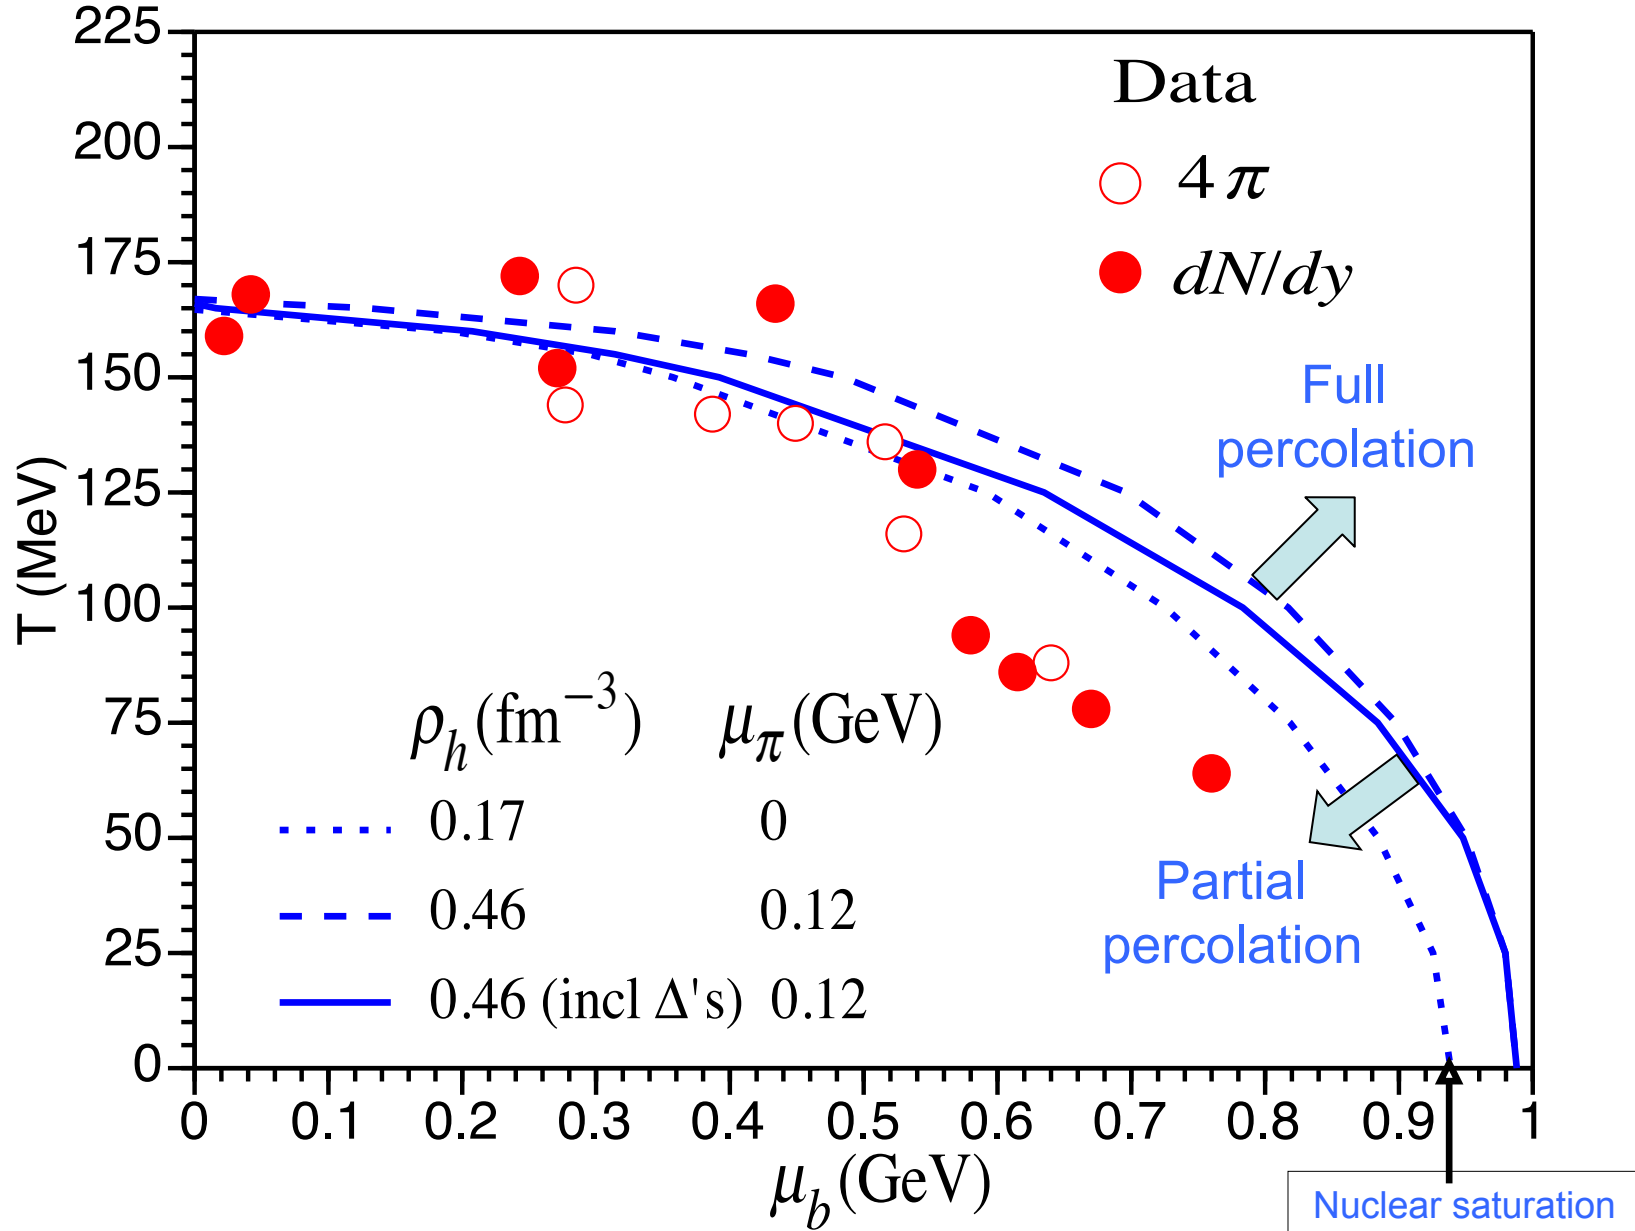 225
200
175
150
125
100
75
50
25
0
T (MeV)
Data
4π
dN/dy
Full
percolation
Partial
percolation
ρ_h(fm⁻³) μ_π(GeV)
0.17 0
0.46 0.12
0.46 (incl Δ's) 0.12
0 0.1 0.2 0.3 0.4 0.5 0.6 0.7 0.8 0.9 1
μ_b(GeV)
Nuclear saturation